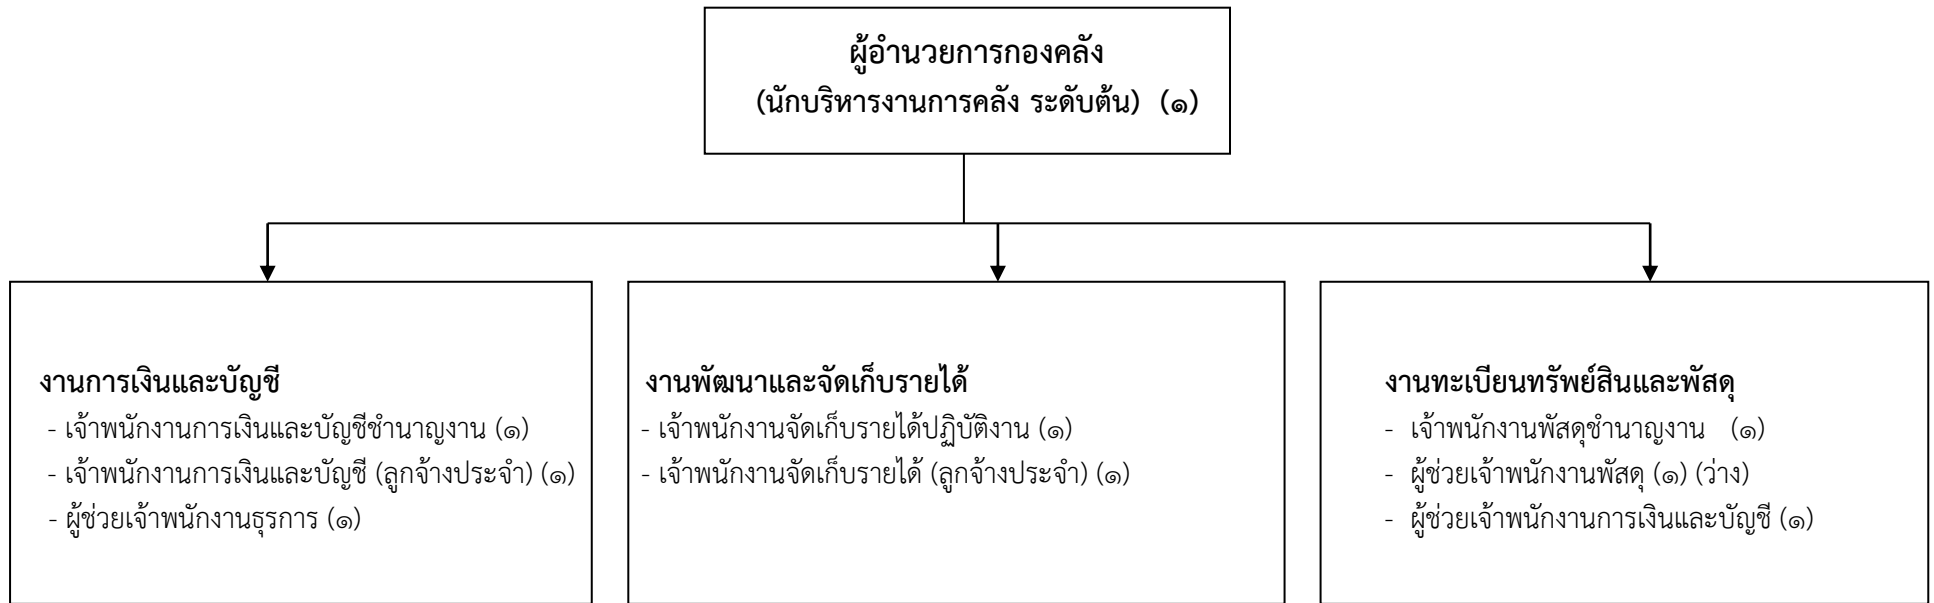 ผู้อำนวยการกองคลัง
(นักบริหารงานการคลัง ระดับต้น) (๑)
งานการเงินและบัญชี
- เจ้าพนักงานการเงินและบัญชีชำนาญงาน (๑)
- เจ้าพนักงานการเงินและบัญชี (ลูกจ้างประจำ) (๑)
- ผู้ช่วยเจ้าพนักงานธุรการ (๑)
งานพัฒนาและจัดเก็บรายได้
- เจ้าพนักงานจัดเก็บรายได้ปฏิบัติงาน (๑)
- เจ้าพนักงานจัดเก็บรายได้ (ลูกจ้างประจำ) (๑)
งานทะเบียนทรัพย์สินและพัสดุ
- เจ้าพนักงานพัสดุชำนาญงาน (๑)
- ผู้ช่วยเจ้าพนักงานพัสดุ (๑) (ว่าง)
- ผู้ช่วยเจ้าพนักงานการเงินและบัญชี (๑)